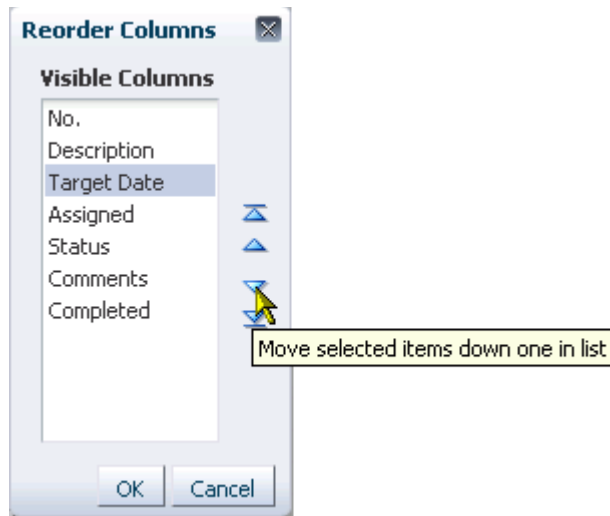 Reorder Columns
Visible Columns
No.
Description
Target Date
Assigned
Status
Comments
Completed
Move selected items down one in list
OK Cancel